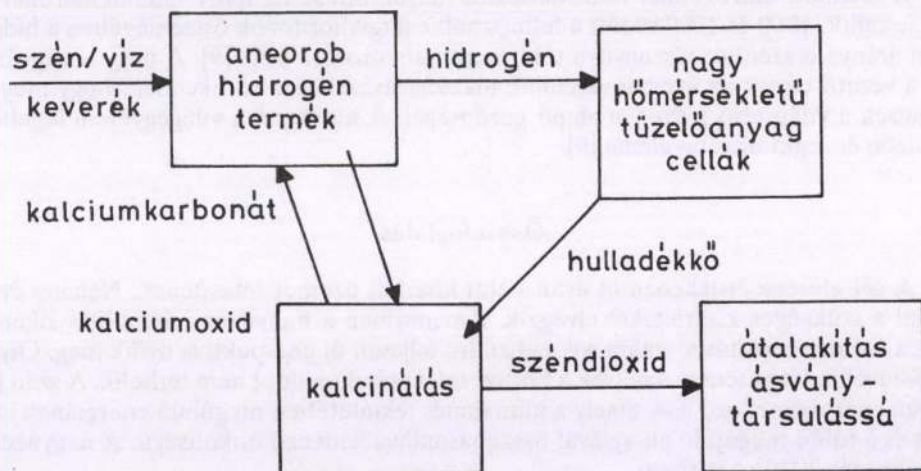 szén/víz
keverék
aneorob
hidrogén
termék
hidrogén
nagy
hőmérsékletű
tüzelőanyag
cellák
kalciumkarbonát
hulladékkő
kalciumoxid
kalcinálás
széndioxid
átalakítás
ásvány-
társulássá